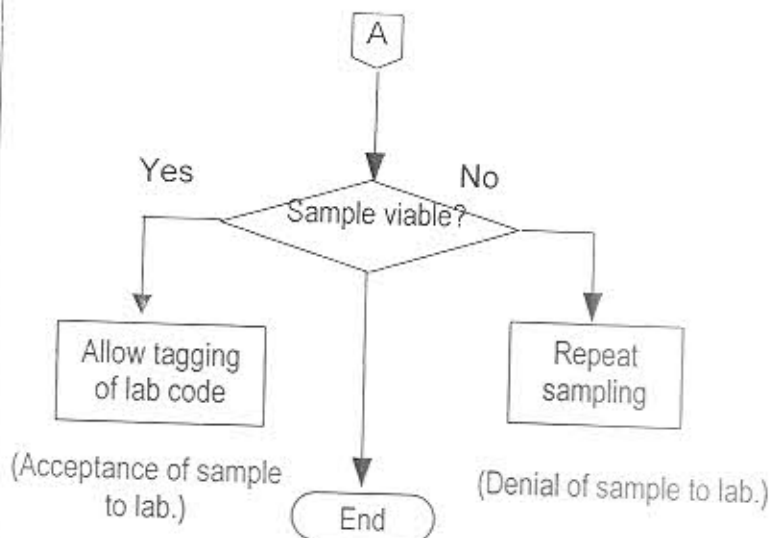 A
Yes
No
Sample viable?
Allow tagging
of lab code
Repeat
sampling
(Acceptance of sample
to lab.)
(Denial of sample to lab.)
End